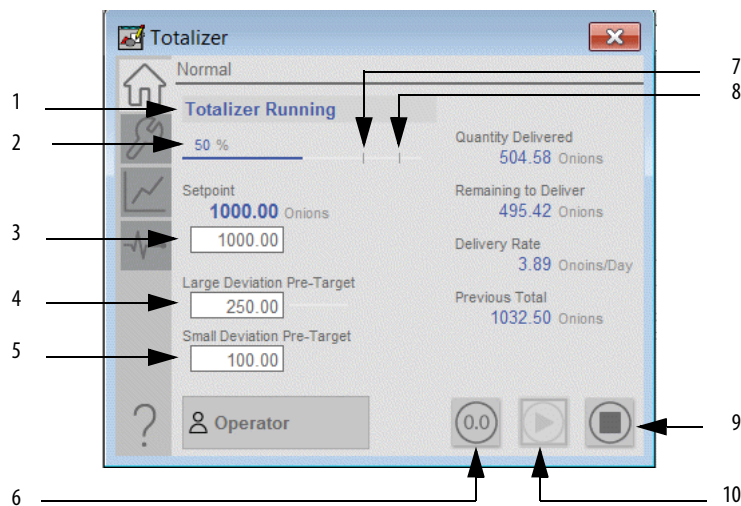 Totalizer
Normal
7
8
1
Totalizer Running
2
50 %
Quantity Delivered
504.58 Onions
Setpoint
1000.00 Onions
Remaining to Deliver
495.42 Onions
3
1000.00
Delivery Rate
3.89 Onoins/Day
4
Large Deviation Pre-Target
250.00
Previous Total
1032.50 Onions
5
Small Deviation Pre-Target
100.00
?
Operator
0.0
9
6
10